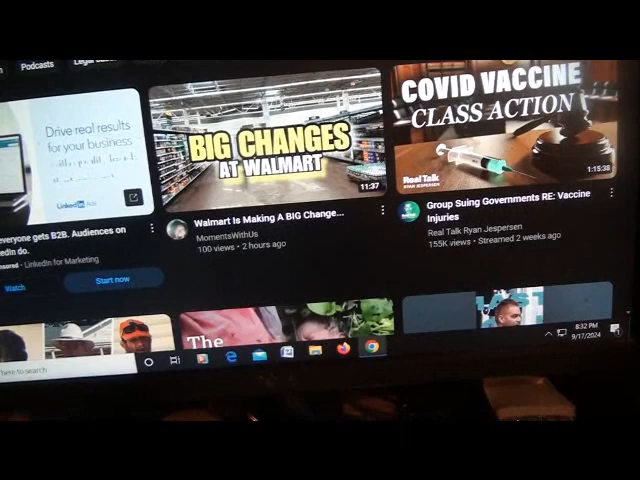 Podcasts
Drive real results
for your business
LinkedIn Ads
everyone gets B2B. Audiences on
LinkedIn for Marketing
Watch
Start now
BIG CHANGES
AT WALMART
11:37
Walmart Is Making A BIG Change...
MomentsWithUs
100 views • 2 hours ago
COVID VACCINE
CLASS ACTION
Real Talk
RYAN JESPERSEN
1:15:38
Group Suing Governments RE: Vaccine
Injuries
Real Talk Ryan Jespersen
155K views • Streamed 2 weeks ago
The
here to search
8:32 PM
9/17/2024